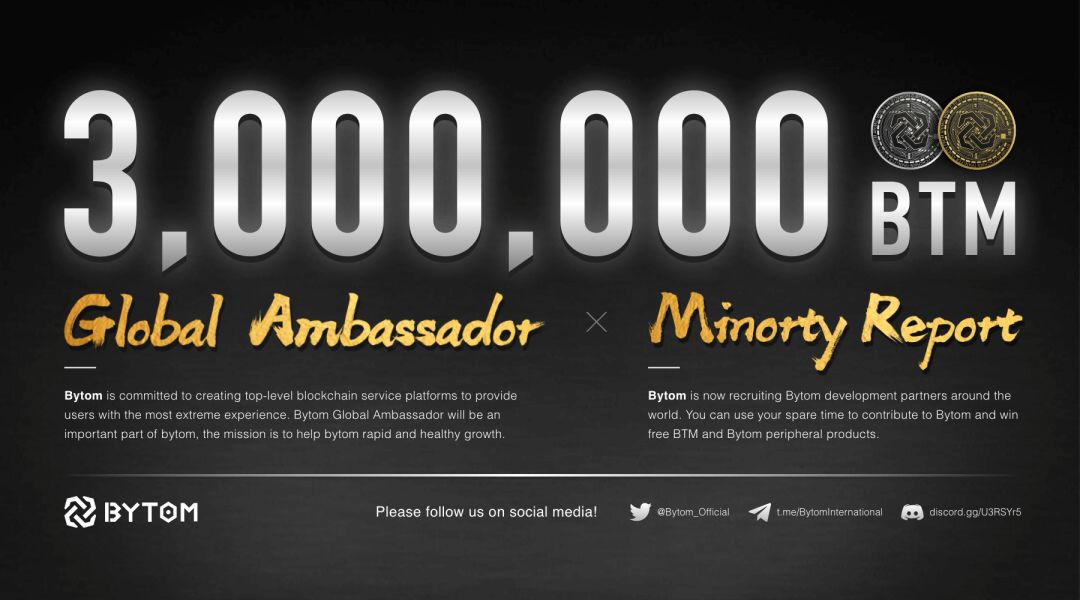 3,000,000
BTM
Global Ambassador × Minorty Report
Bytom is committed to creating top-level blockchain service platforms to provide
users with the most extreme experience. Bytom Global Ambassador will be an
important part of bytom, the mission is to help bytom rapid and healthy growth.
Bytom is now recruiting Bytom development partners around the
world. You can use your spare time to contribute to Bytom and win
free BTM and Bytom peripheral products.
BYTOM
Please follow us on social media!
@Bytom_Official
t.me/BytomInternational
discord.gg/U3RSYr5